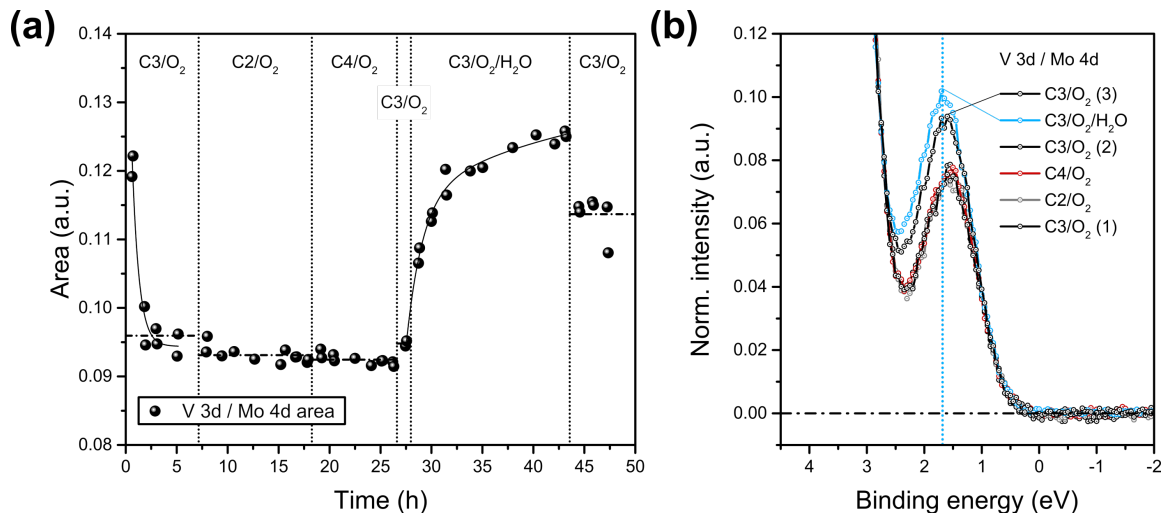 (a)
0.14
0.13
0.12
0.11
0.10
0.09
0.08
Area (a.u.)
C3/O₂
C2/O₂
C4/O₂
C3/O₂
C3/O₂/H₂O
C3/O₂
V 3d / Mo 4d area
0 5 10 15 20 25 30 35 40 45 50
Time (h)
(b)
0.12
0.10
0.08
0.06
0.04
0.02
0.00
Norm. intensity (a.u.)
V 3d / Mo 4d
C3/O₂ (3)
C3/O₂/H₂O
C3/O₂ (2)
C4/O₂
C2/O₂
C3/O₂ (1)
4 3 2 1 0 -1 -2
Binding energy (eV)